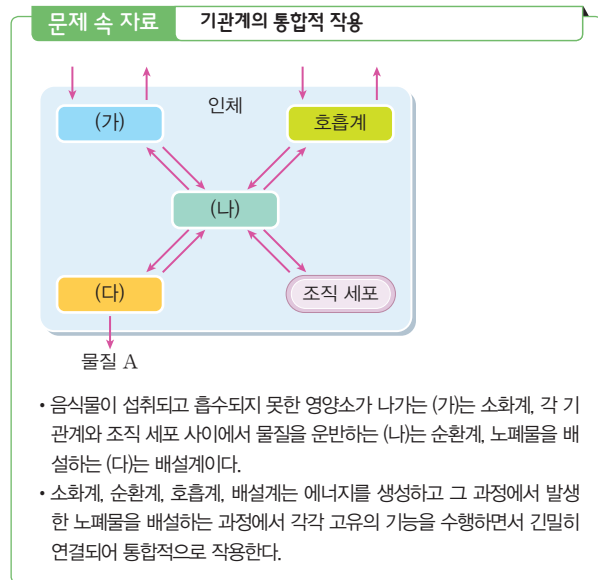 문제 속 자료 기관계의 통합적 작용
인체
(가) 호흡계
(나)
(다) 조직 세포
물질 A
• 음식물이 섭취되고 흡수되지 못한 영양소가 나가는 (가)는 소화계, 각 기
관계와 조직 세포 사이에서 물질을 운반하는 (나)는 순환계, 노폐물을 배
설하는 (다)는 배설계이다.
• 소화계, 순환계, 호흡계, 배설계는 에너지를 생성하고 그 과정에서 발생
한 노폐물을 배설하는 과정에서 각각 고유의 기능을 수행하면서 긴밀히
연결되어 통합적으로 작용한다.